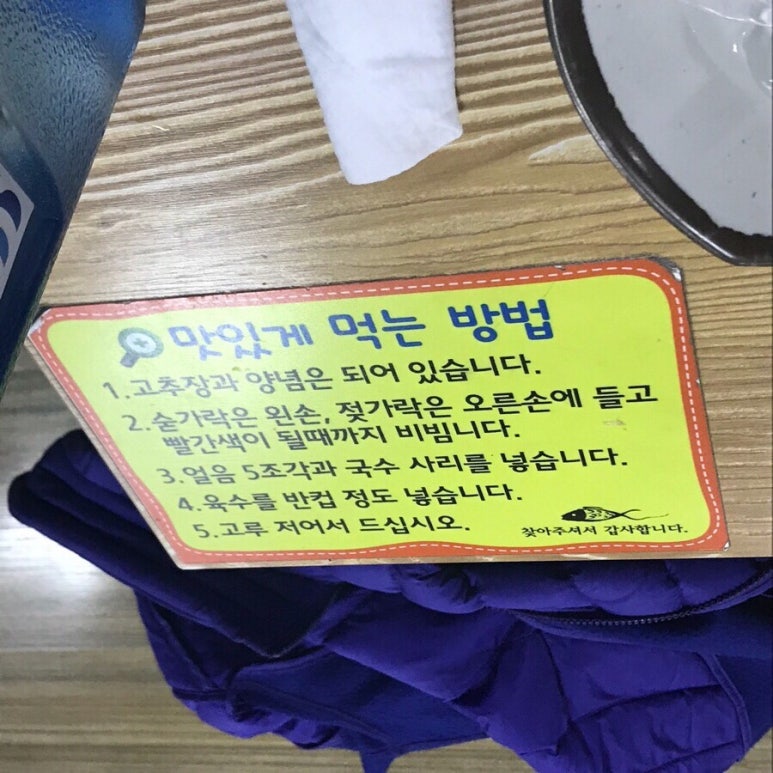 맛있게 먹는 방법
1.고추장과 양념은 되어 있습니다.
2.숟가락은 왼손, 젖가락은 오른손에 들고
빨간색이 될때까지 비빔니다.
3.얼음 5조각과 국수 사리를 넣습니다.
4.육수를 반컵 정도 넣습니다.
5.고루 저어서 드십시오.
찾아주셔서 감사합니다.